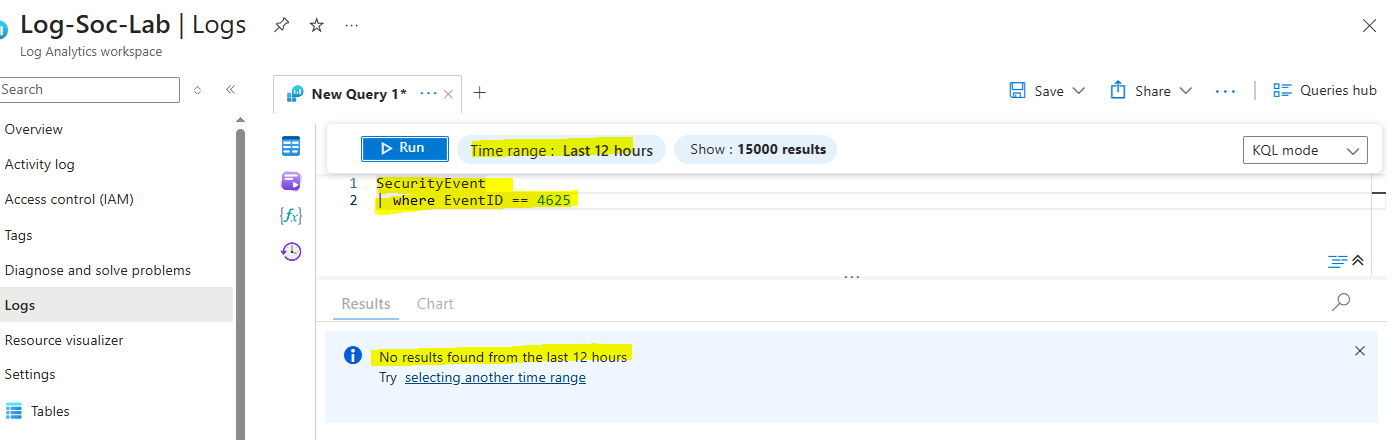 Log-Soc-Lab | Logs
Log Analytics workspace
Search
Overview
Activity log
Access control (IAM)
Tags
Diagnose and solve problems
Logs
Resource visualizer
Settings
Tables
New Query 1*
Save
Share
Queries hub
Run
Time range : Last 12 hours
Show : 15000 results
KQL mode
1 SecurityEvent
2 | where EventID == 4625
{fx}
Results
Chart
No results found from the last 12 hours
Try selecting another time range